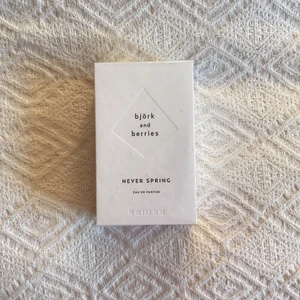 björk
and
berries
NEVER SPRING
EAU DE PARFUM